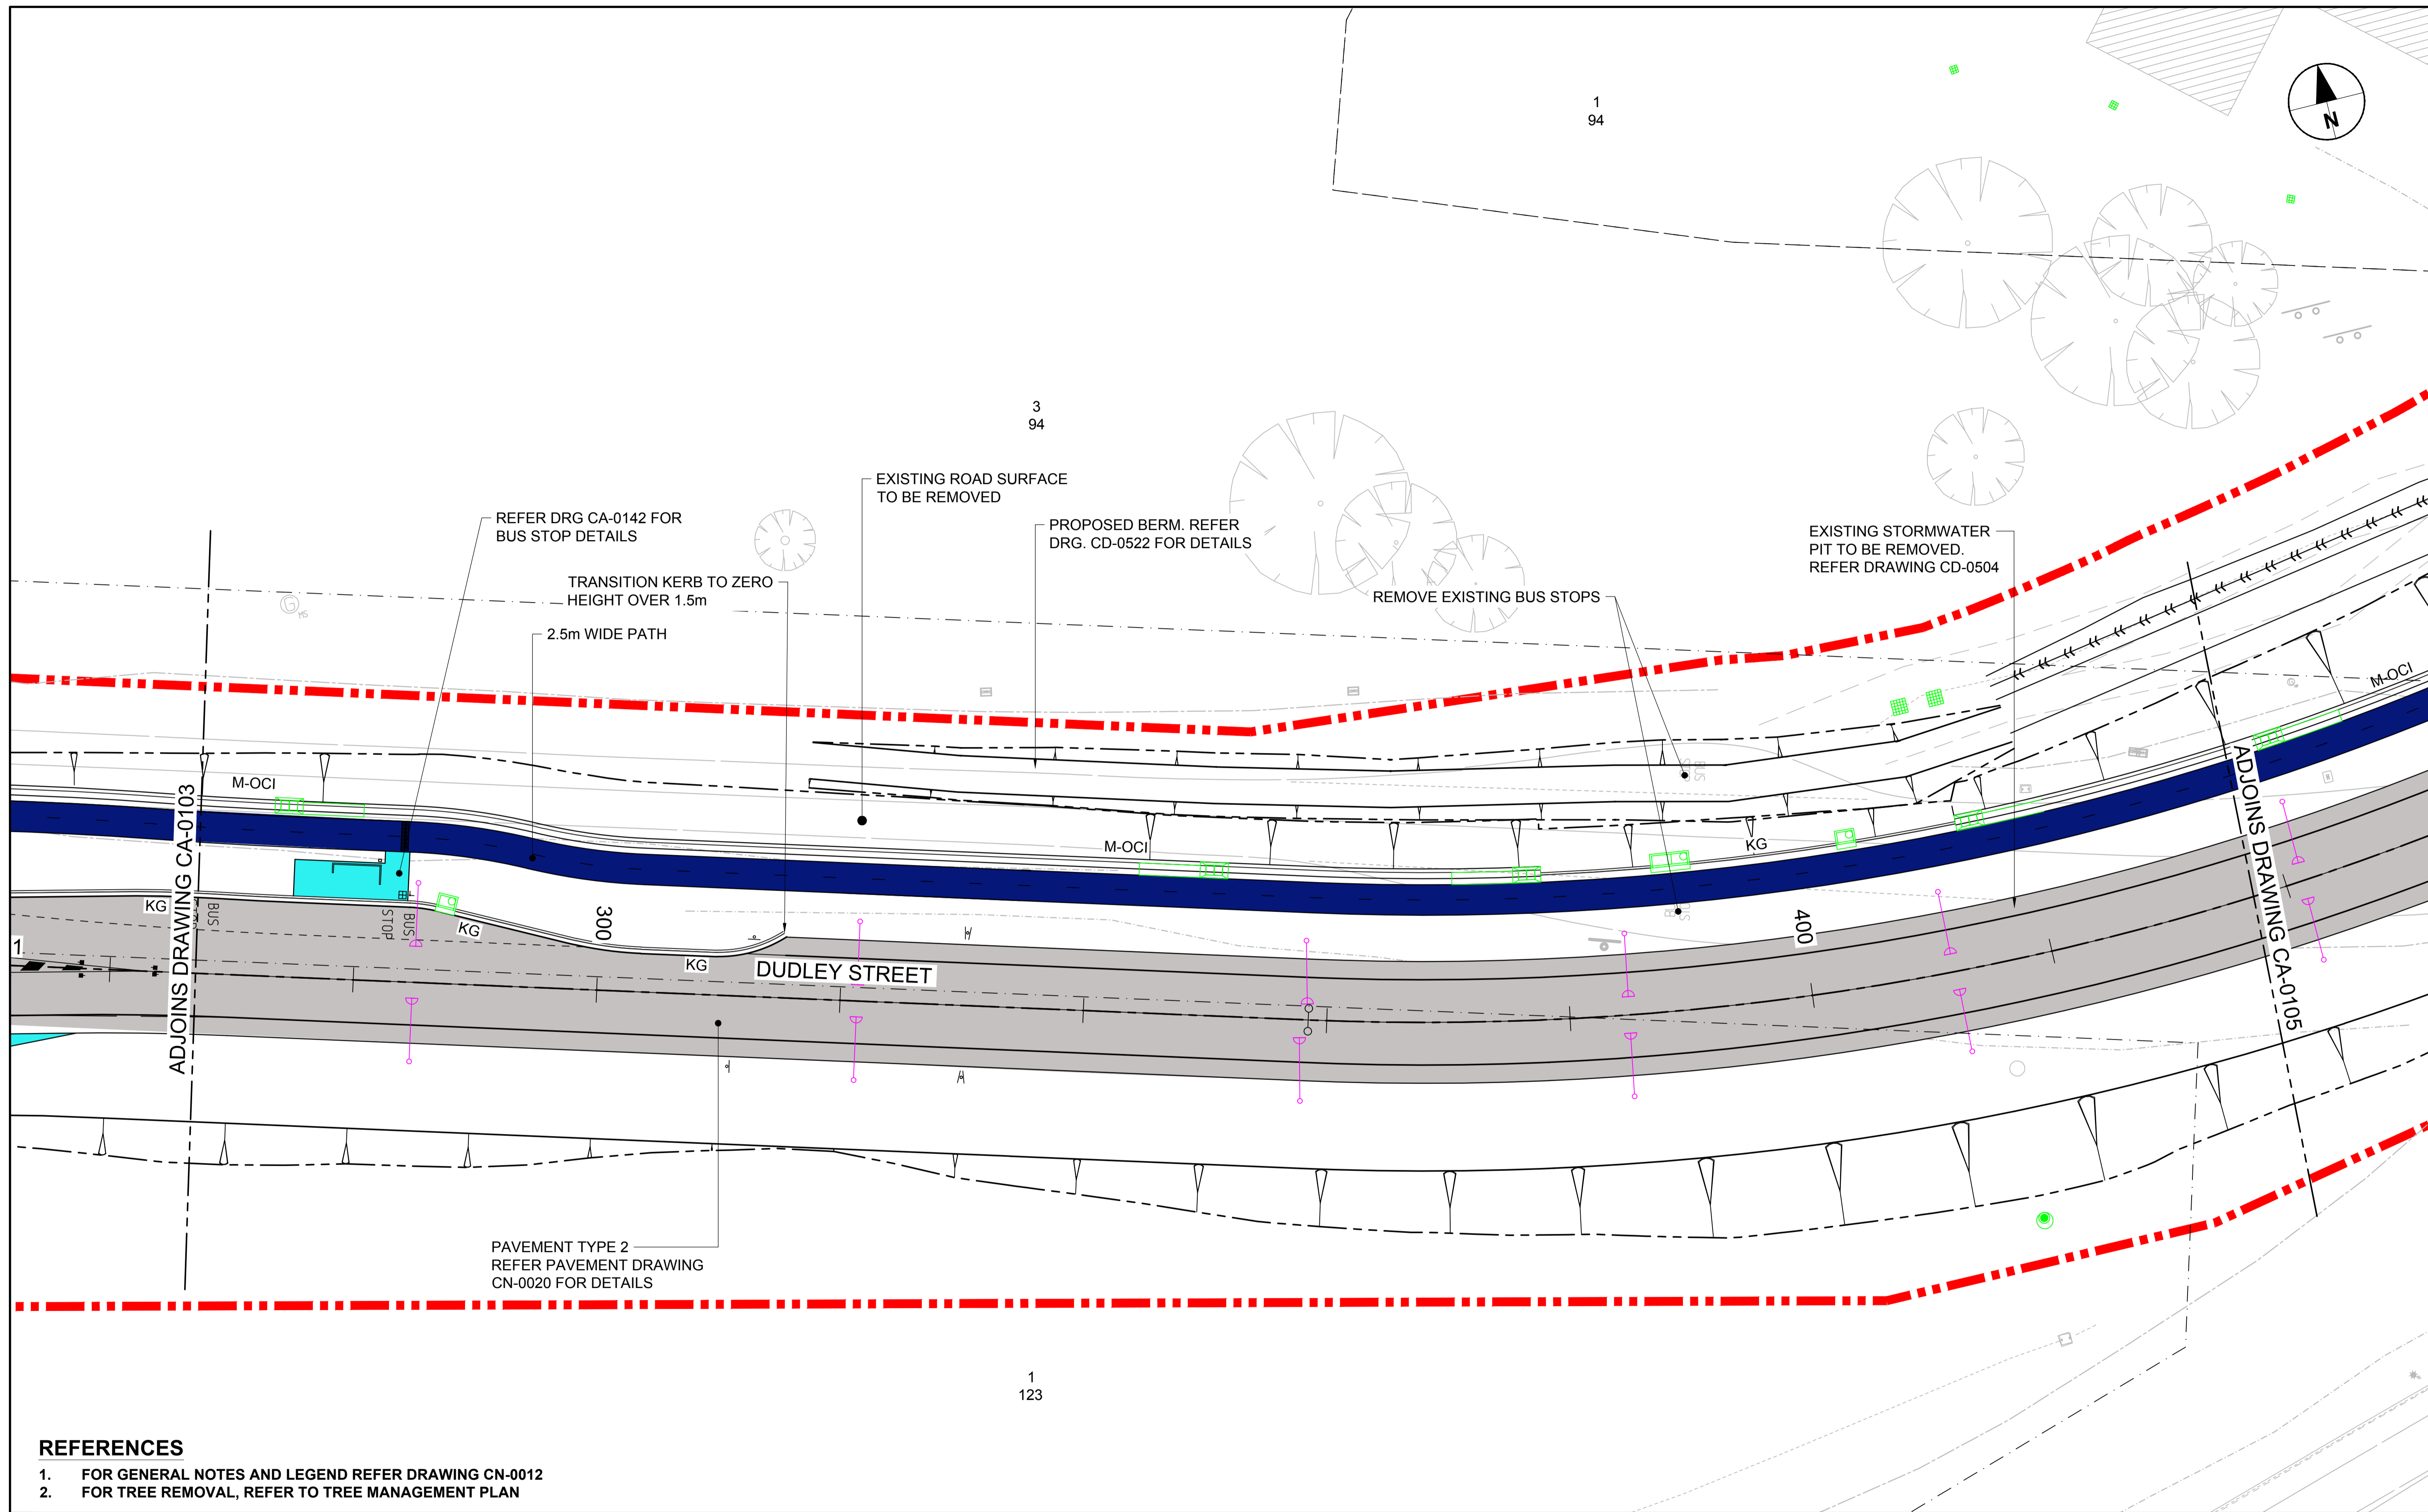 1
94
N
3
94
EXISTING ROAD SURFACE
TO BE REMOVED
REFER DRG CA-0142 FOR
BUS STOP DETAILS
PROPOSED BERM. REFER
DRG. CD-0522 FOR DETAILS
EXISTING STORMWATER
PIT TO BE REMOVED.
REFER DRAWING CD-0504
TRANSITION KERB TO ZERO
HEIGHT OVER 1.5m
REMOVE EXISTING BUS STOPS
2.5m WIDE PATH
G
M-OCI
M-OCI
M-OCI
KG
BUS
KG
BUS
STOP
BUS
KG
300
400
1
KG
DUDLEY STREET
ADJOINS DRAWING CA-0103
ADJOINS DRAWING CA-0105
PAVEMENT TYPE 2
REFER PAVEMENT DRAWING
CN-0020 FOR DETAILS
1
123
REFERENCES
1. FOR GENERAL NOTES AND LEGEND REFER DRAWING CN-0012
2. FOR TREE REMOVAL, REFER TO TREE MANAGEMENT PLAN